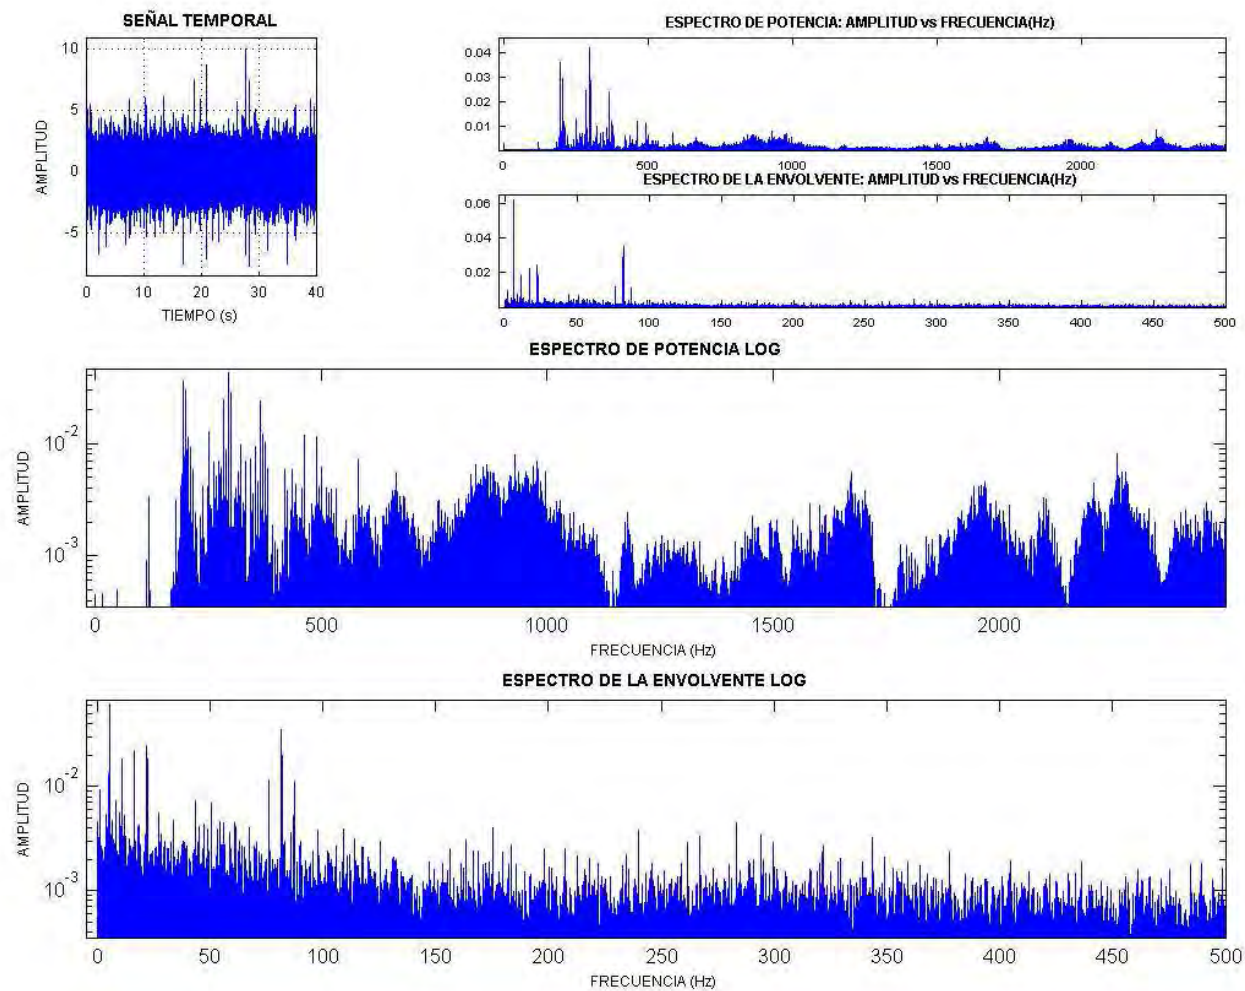 SEÑAL TEMPORAL
10
5
0
-5
AMPLITUD
0 10 20 30 40
TIEMPO (s)
ESPECTRO DE POTENCIA: AMPLITUD vs FRECUENCIA(Hz)
0.04
0.03
0.02
0.01
0 500 1000 1500 2000
ESPECTRO DE LA ENVOLVENTE: AMPLITUD vs FRECUENCIA(Hz)
0.06
0.04
0.02
0 50 100 150 200 250 300 350 400 450 500
ESPECTRO DE POTENCIA LOG
10-2
10-3
AMPLITUD
0 500 1000 1500 2000
FRECUENCIA (Hz)
ESPECTRO DE LA ENVOLVENTE LOG
10-2
10-3
AMPLITUD
0 50 100 150 200 250 300 350 400 450 500
FRECUENCIA (Hz)